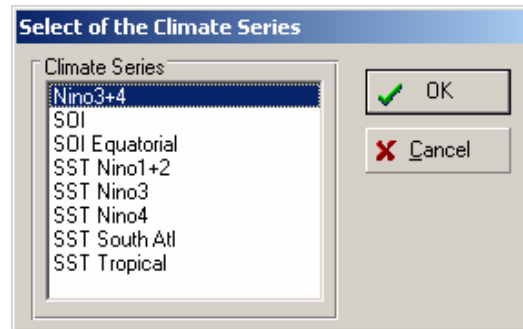 Select of the Climate Series
Climate Series
Nino3+4
SOI
SOI Equatorial
SST Nino1+2
SST Nino3
SST Nino4
SST South Atl
SST Tropical
OK
Cancel